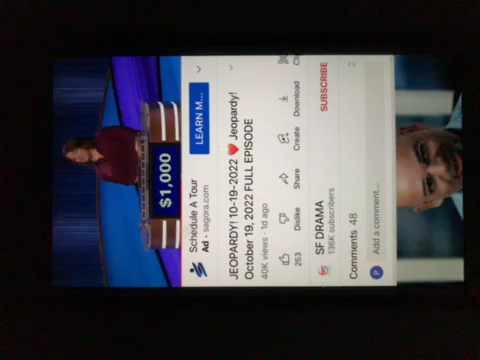 $1,000
Schedule A Tour
Ad • sagora.com
LEARN M...
JEOPARDY! 10-19-2022 ❤️ Jeopardy!
October 19, 2022 FULL EPISODE
40K views · 1d ago
253
Dislike
Share
Create
Download
SF DRAMA
136K subscribers
SUBSCRIBE
Comments 48
P
Add a comment...